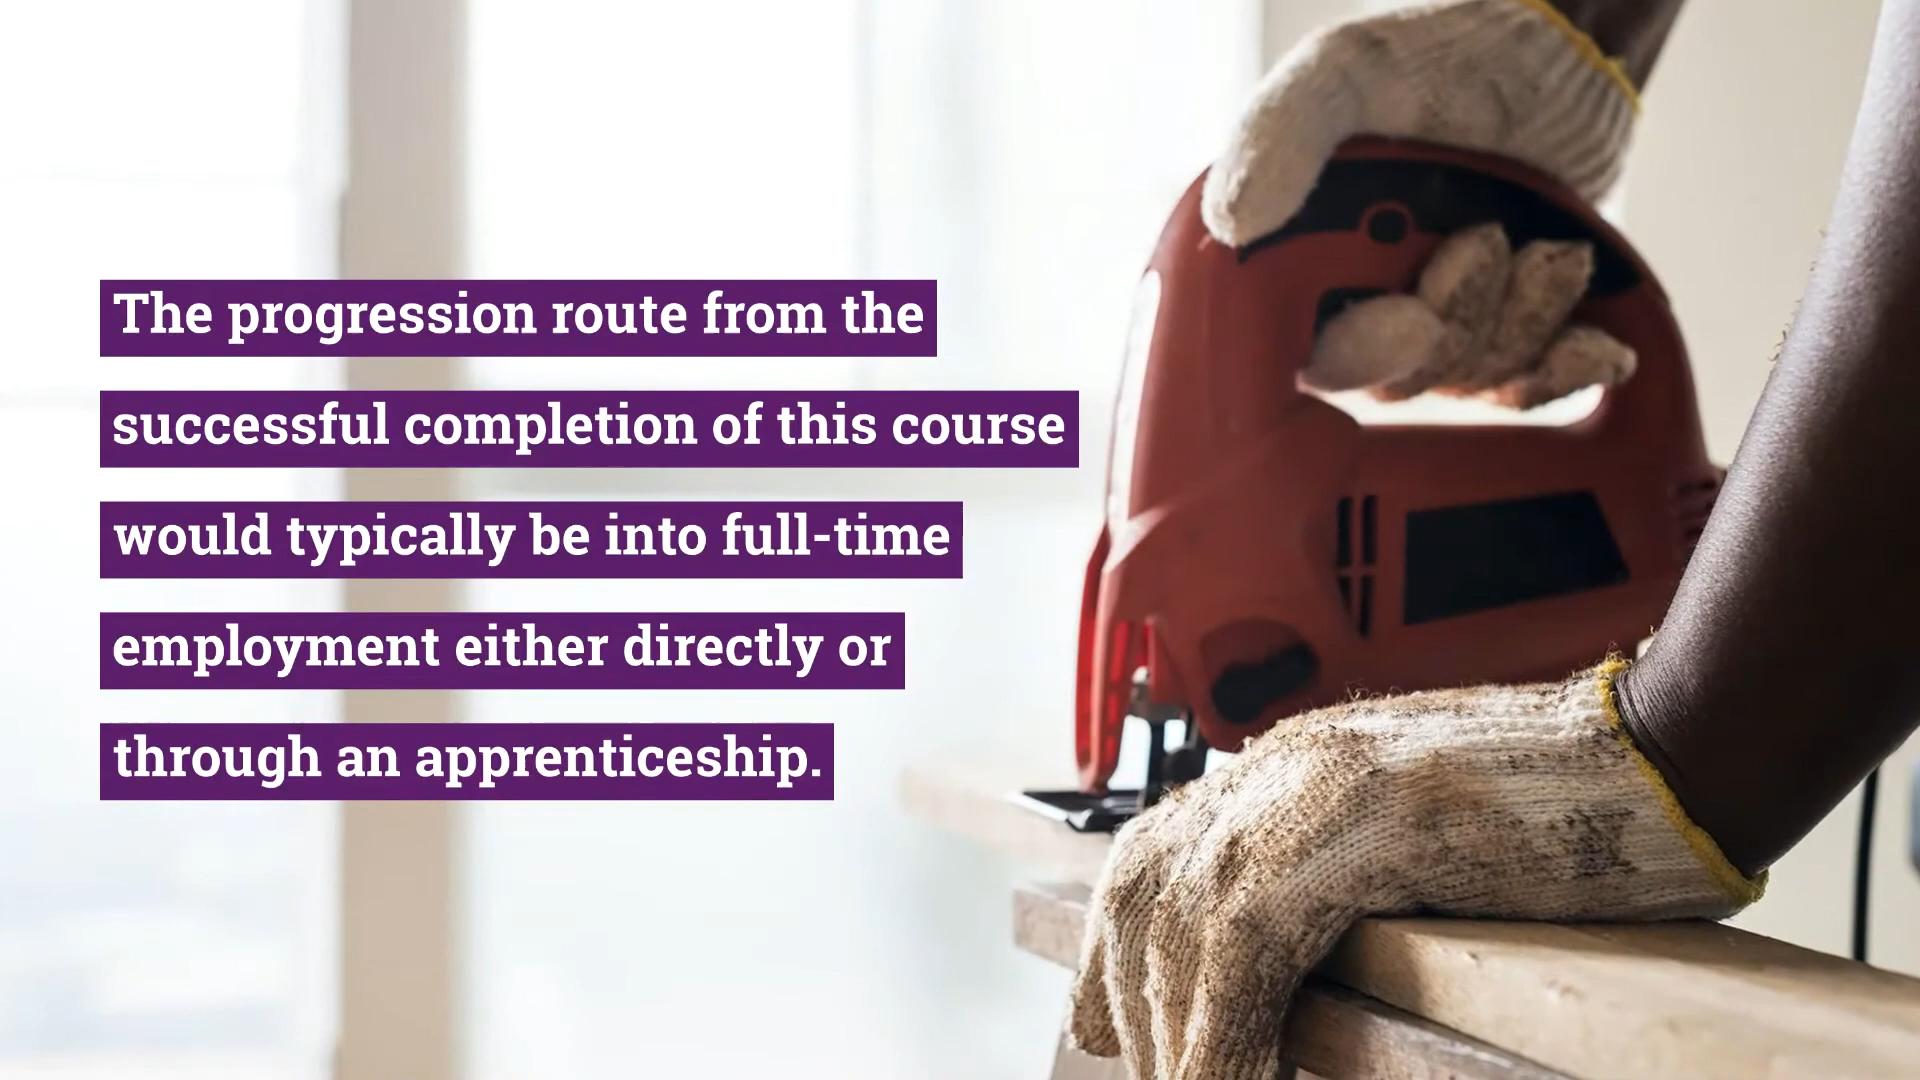 The progression route from the
successful completion of this course
would typically be into full-time
employment either directly or
through an apprenticeship.